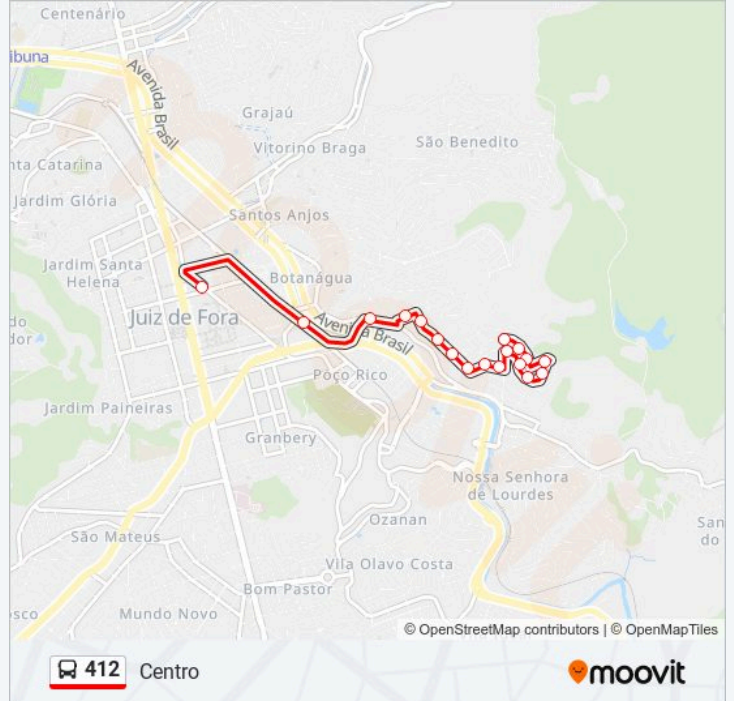 Centenário
ibuna
Avenida Brasil
Grajaú
São Benedito
Vitorino Braga
nta Catarina
Jardim Glória
Santos Anjos
Jardim Santa
Helena
Botanágua
Juiz de Fora
Avenida Brasil
do
dor
Poço Rico
Jardim Paineiras
Granbery
Nossa Senhora
de Lourdes
Ozanan
San
do
São Mateus
Vila Olavo Costa
Bom Pastor
osco
Mundo Novo
© OpenStreetMap contributors | © OpenMapTiles
412 Centro
moovit